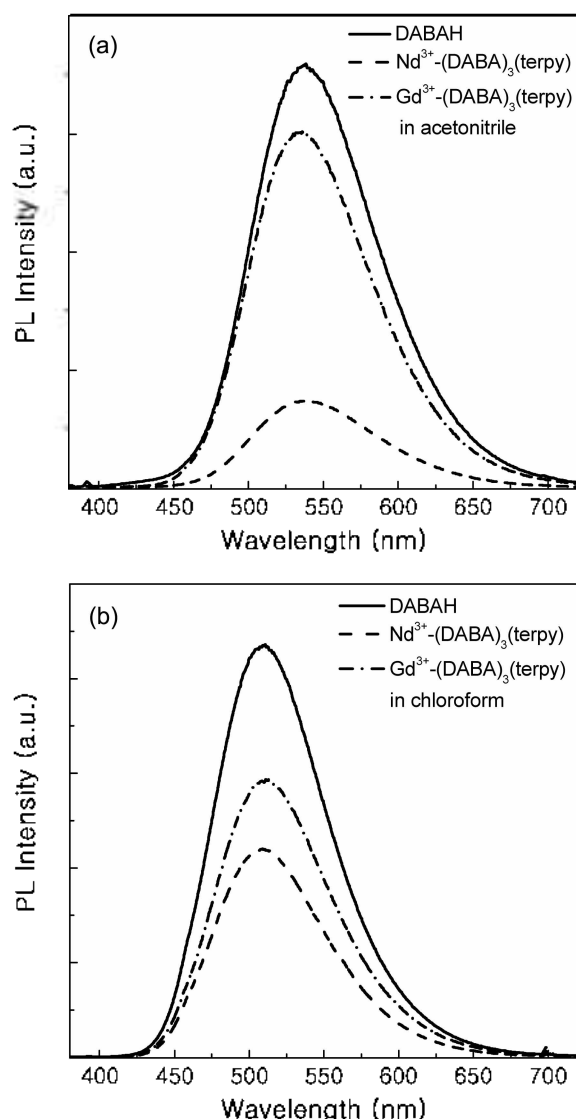 (a)
DABAH
Nd³⁺-(DABA)₃(terpy)
Gd³⁺-(DABA)₃(terpy)
in acetonitrile
PL Intensity (a.u.)
400 450 500 550 600 650 700
Wavelength (nm)
(b)
DABAH
Nd³⁺-(DABA)₃(terpy)
Gd³⁺-(DABA)₃(terpy)
in chloroform
PL Intensity (a.u.)
400 450 500 550 600 650 700
Wavelength (nm)